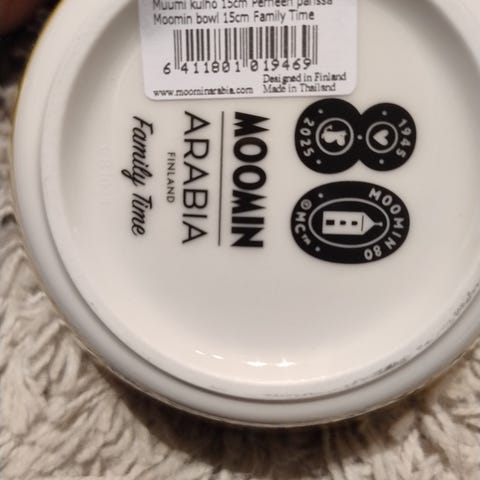 Muumi kulho 15cm Perheen parissa
Moomin bowl 15cm Family Time
6 411801 019469
Designed in Finland
www.moominarabia.com Made in Thailand
MOOMIN
ARABIA
FINLAND
Family Time
1945
2025
MOOMIN 80
© MC™